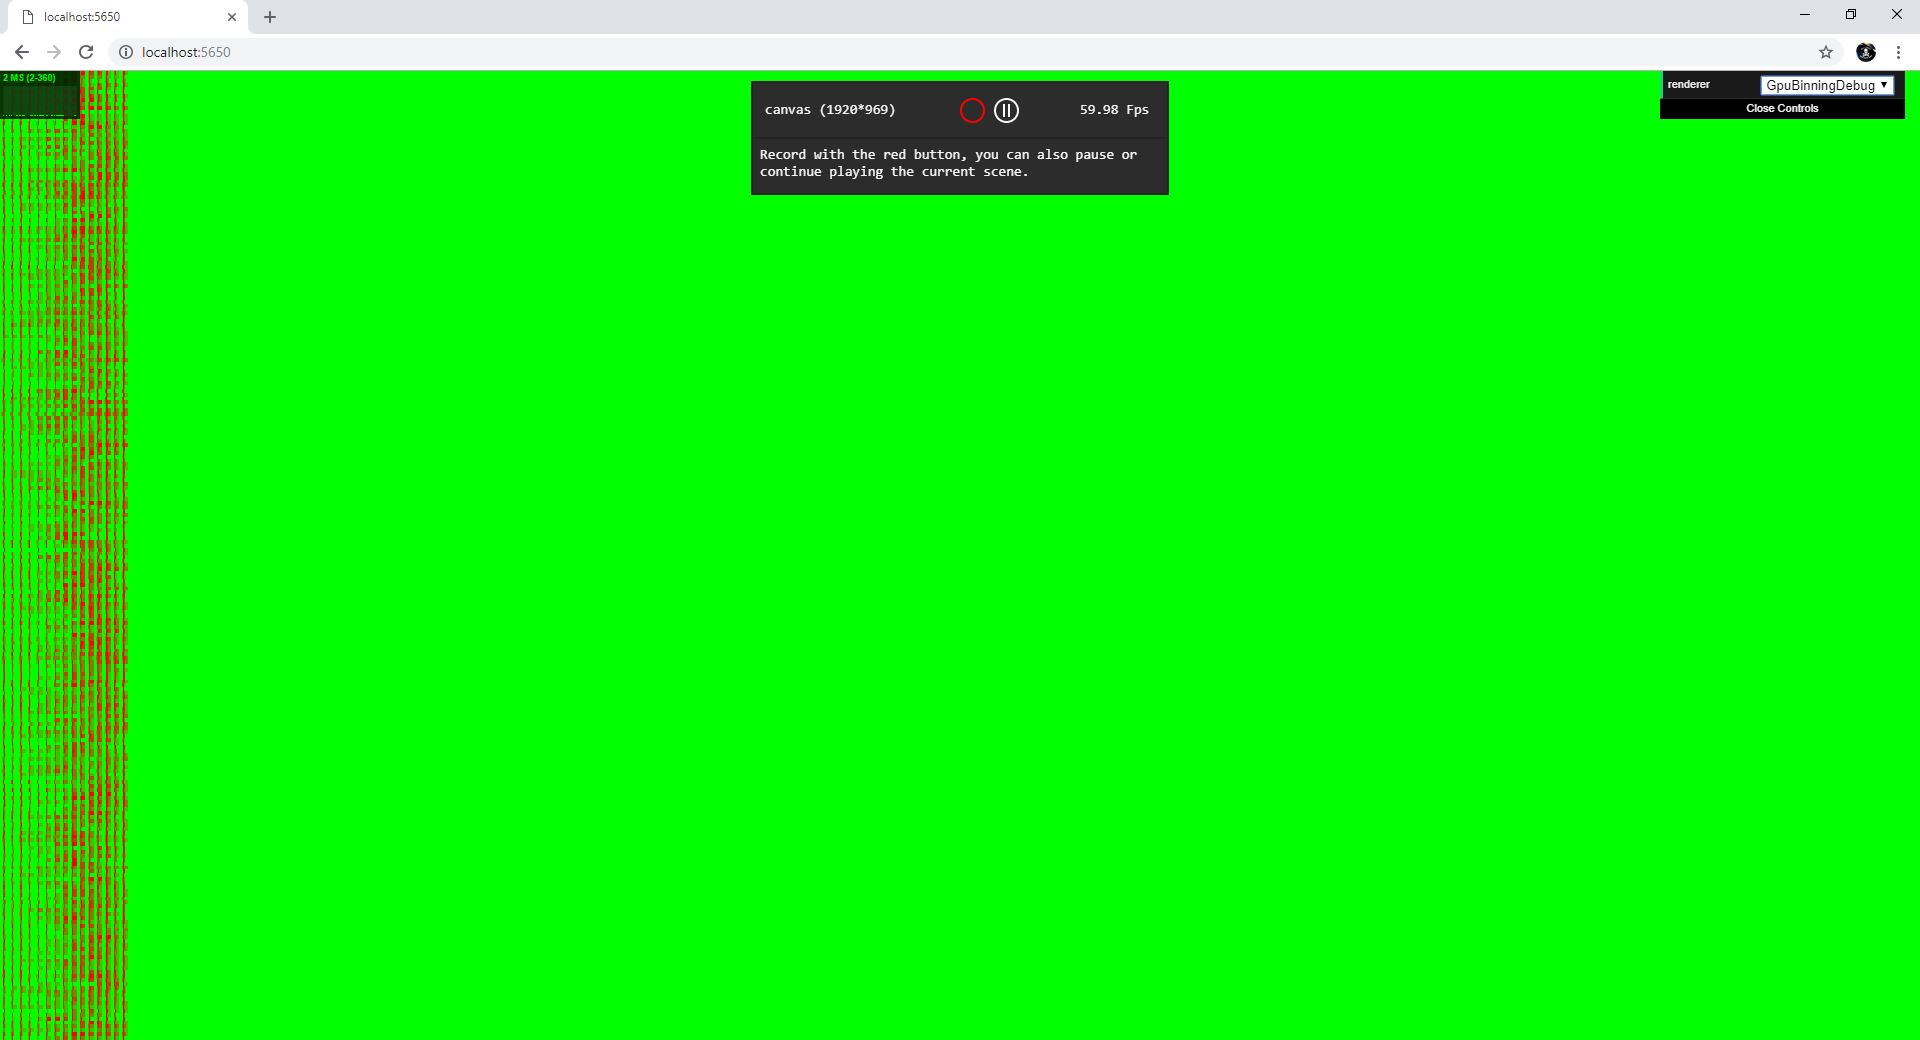 localhost:5650
localhost:5650
2 MS (2-360)
canvas (1920*969)
59.98 Fps
Record with the red button, you can also pause or
continue playing the current scene.
renderer
GpuBinningDebug
Close Controls